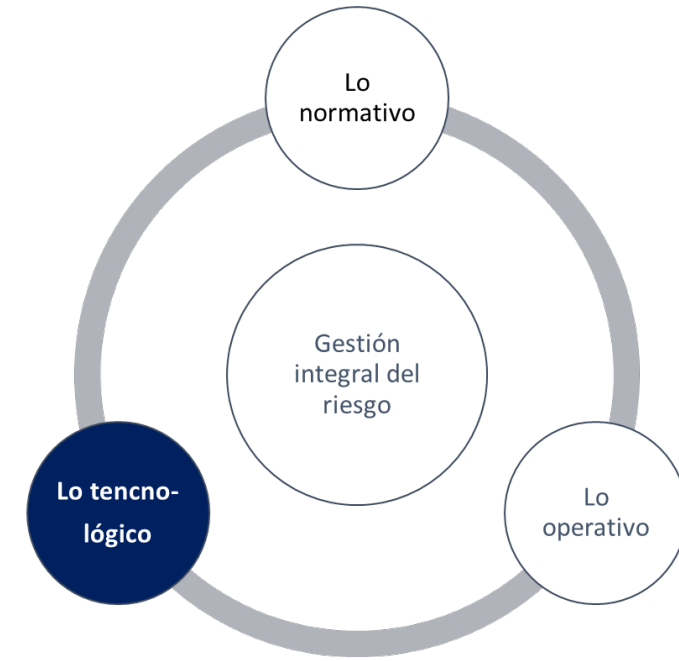 Lo
normativo
Gestión
integral del
riesgo
Lo tencno-
lógico
Lo
operativo